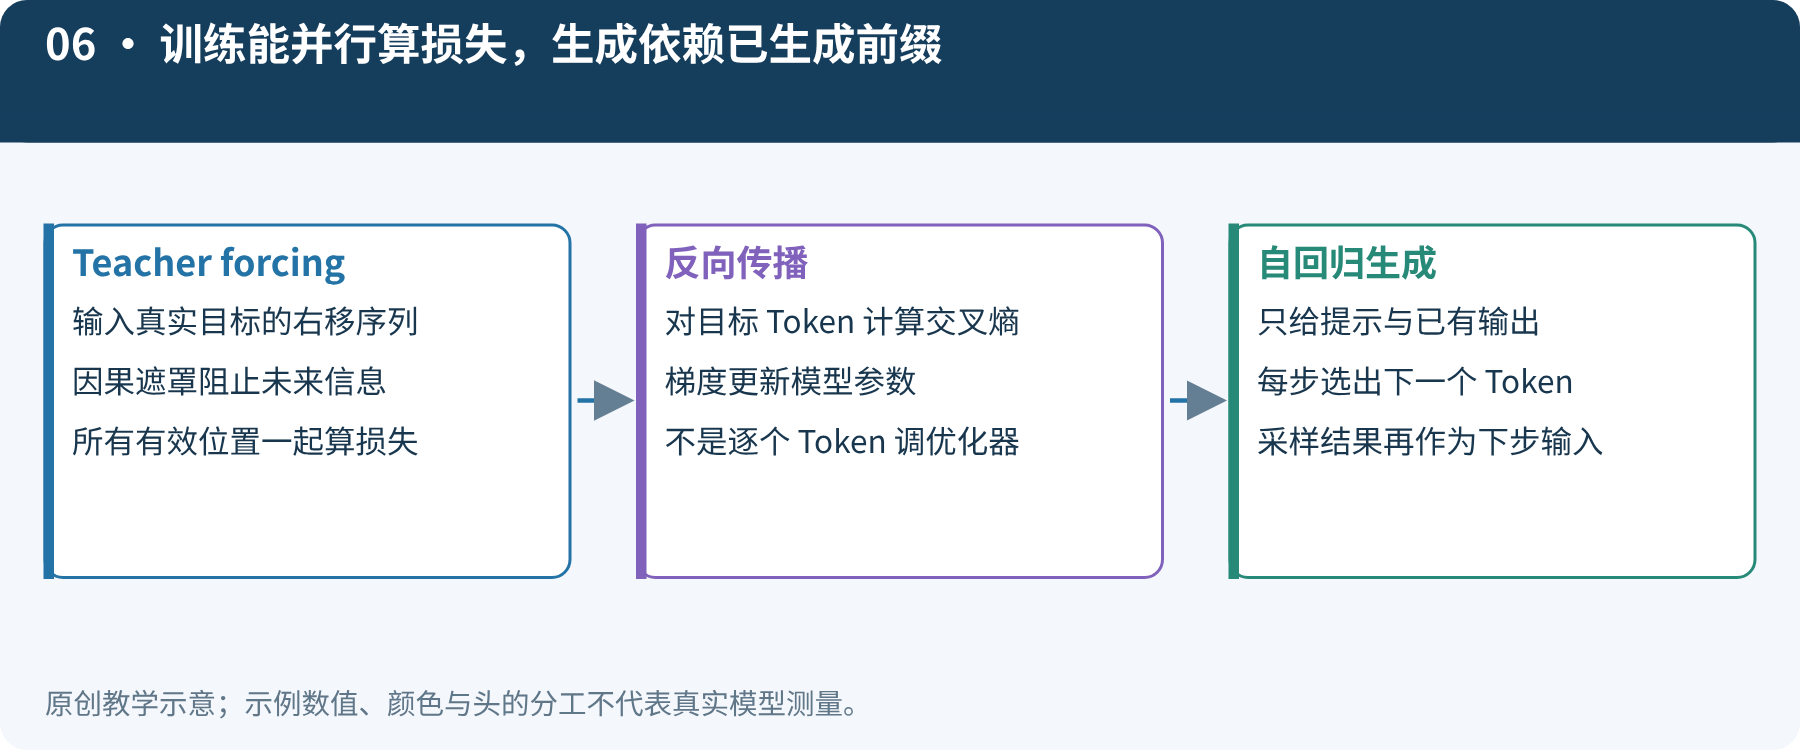 06 • 训练能并行算损失，生成依赖已生成前缀
Teacher forcing
输入真实目标的右移序列
因果遮罩阻止未来信息
所有有效位置一起算损失
反向传播
对目标 Token 计算交叉熵
梯度更新模型参数
不是逐个 Token 调优化器
自回归生成
只给提示与已有输出
每步选出下一个 Token
采样结果再作为下步输入
原创教学示意；示例数值、颜色与头的分工不代表真实模型测量。